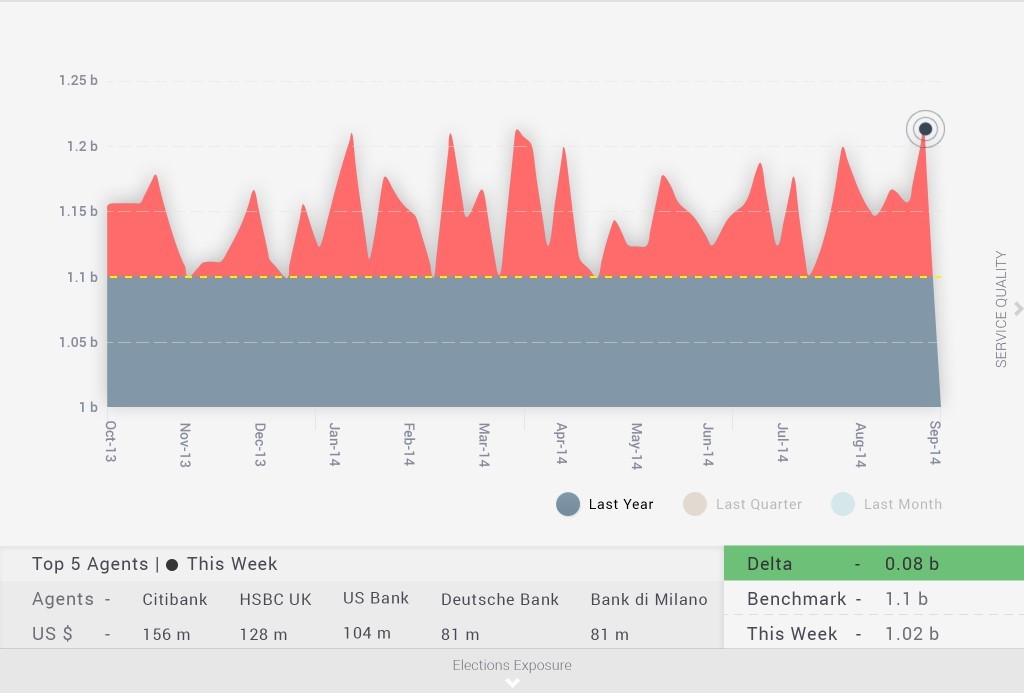 1.25 b
1.2 b
1.15 b
1.1 b
1.05 b
1 b
SERVICE QUALITY
Oct-13 Nov-13 Dec-13 Jan-14 Feb-14 Mar-14 Apr-14 May-14 Jun-14 Jul-14 Aug-14 Sep-14
Last Year Last Quarter Last Month
Top 5 Agents | ● This Week
Agents - Citibank HSBC UK US Bank Deutsche Bank Bank di Milano
US $ - 156 m 128 m 104 m 81 m 81 m
Delta - 0.08 b
Benchmark - 1.1 b
This Week - 1.02 b
Elections Exposure